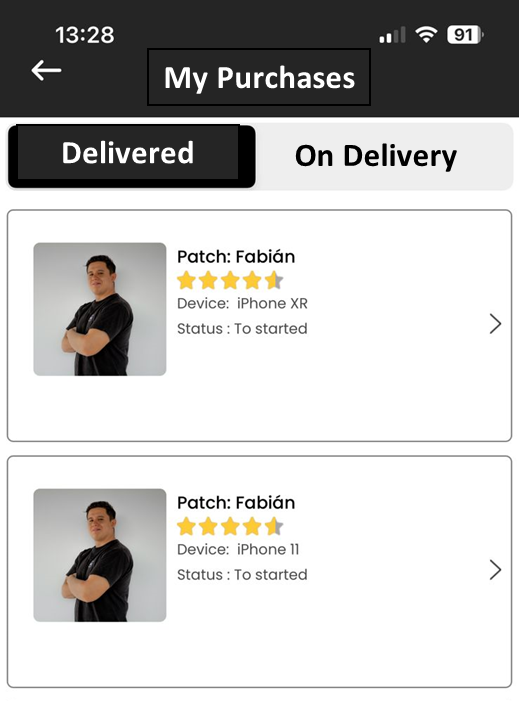 13:28
91
My Purchases
Delivered
On Delivery
Patch: Fabián
Device: iPhone XR
Status : To started
Patch: Fabián
Device: iPhone 11
Status : To started